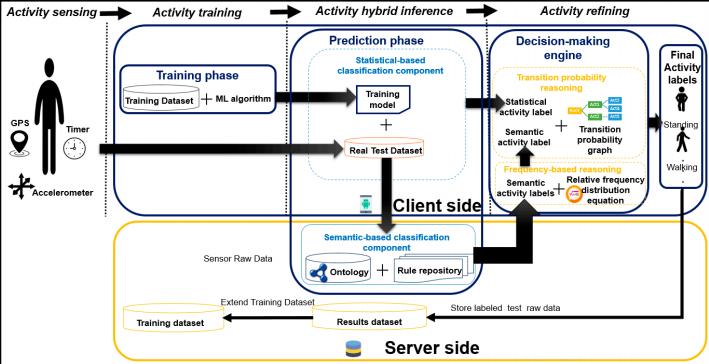 Activity sensing
Activity training
Activity hybrid inference
Activity refining
GPS
Timer
Accelerometer
Training phase
Training Dataset
+
ML algorithm
Prediction phase
Statistical-based
classification component
Training
model
+
Real Test Dataset
Client side
Semantic-based classification
component
Ontology
+
Rule repository
Decision-making
engine
Transition probability
reasoning
Statistical
activity label
Semantic
activity label
+
Act1
Act2
Transition
probability
graph
Frequency-based reasoning
Semantic
activity labels
+
Relative frequency
distribution
equation
Final
Activity
labels
Standing
Walking
Sensor Raw Data
Extend Training Dataset
Store labeled test raw data
Training dataset
Results dataset
Server side